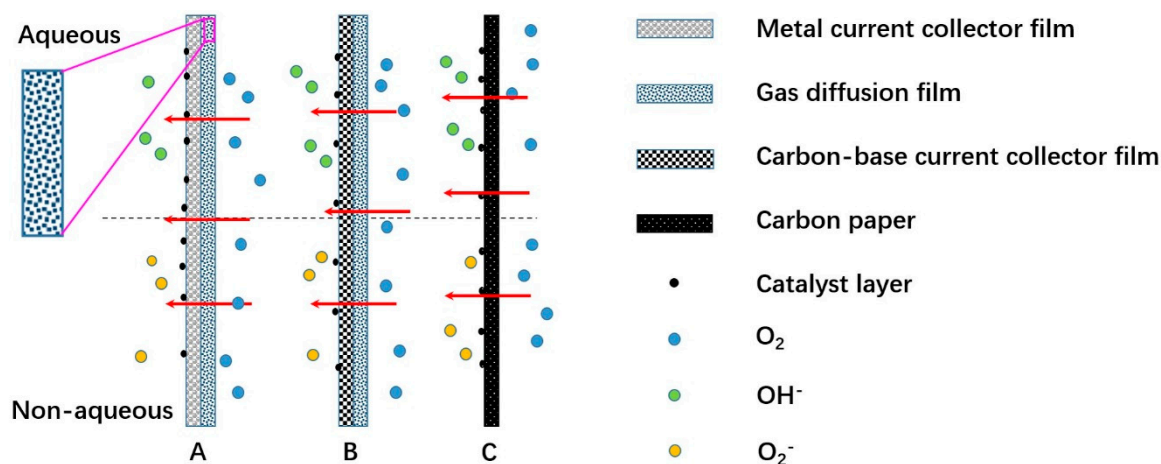 Aqueous
Non-aqueous
A
B
C
Metal current collector film
Gas diffusion film
Carbon-base current collector film
Carbon paper
Catalyst layer
O₂
OH⁻
O₂⁻